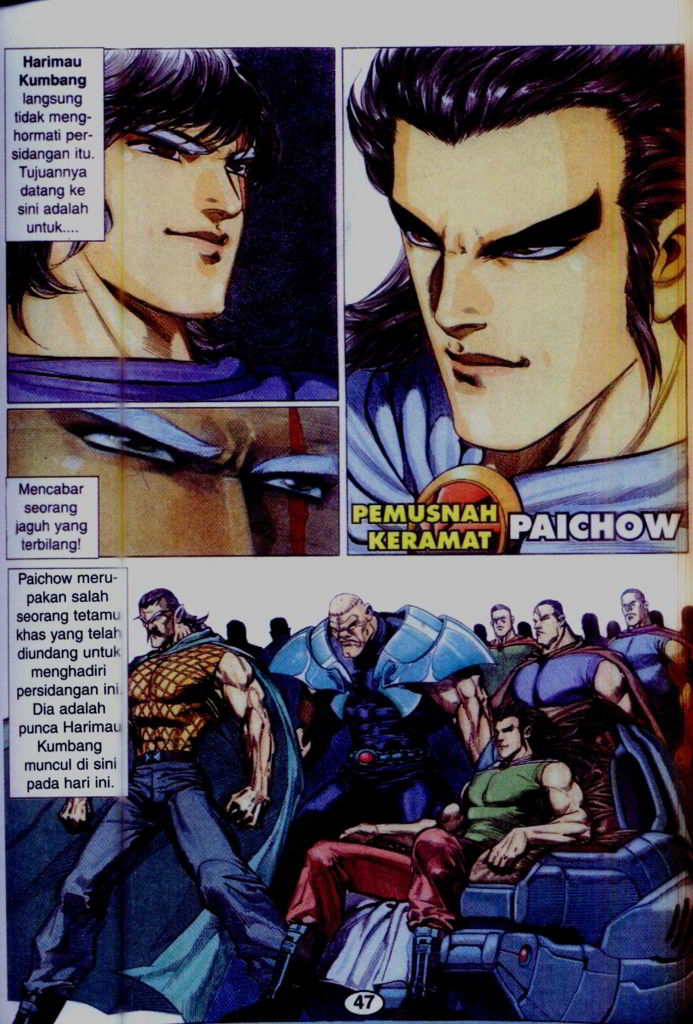 Harimau
Kumbang
langsung
tidak meng-
hormati per-
sidangan itu.
Tujuannya
datang ke
sini adalah
untuk....
PEMUSNAH
KERAMAT
PAICHOW
Mencabar
seorang
jaguh yang
terbilang!
Paichow meru-
pakan salah
seorang tetamu
khas yang telah
diundang untuk
menghadiri
persidangan ini.
Dia adalah
punca Harimau
Kumbang
muncul di sini
pada hari ini.
47